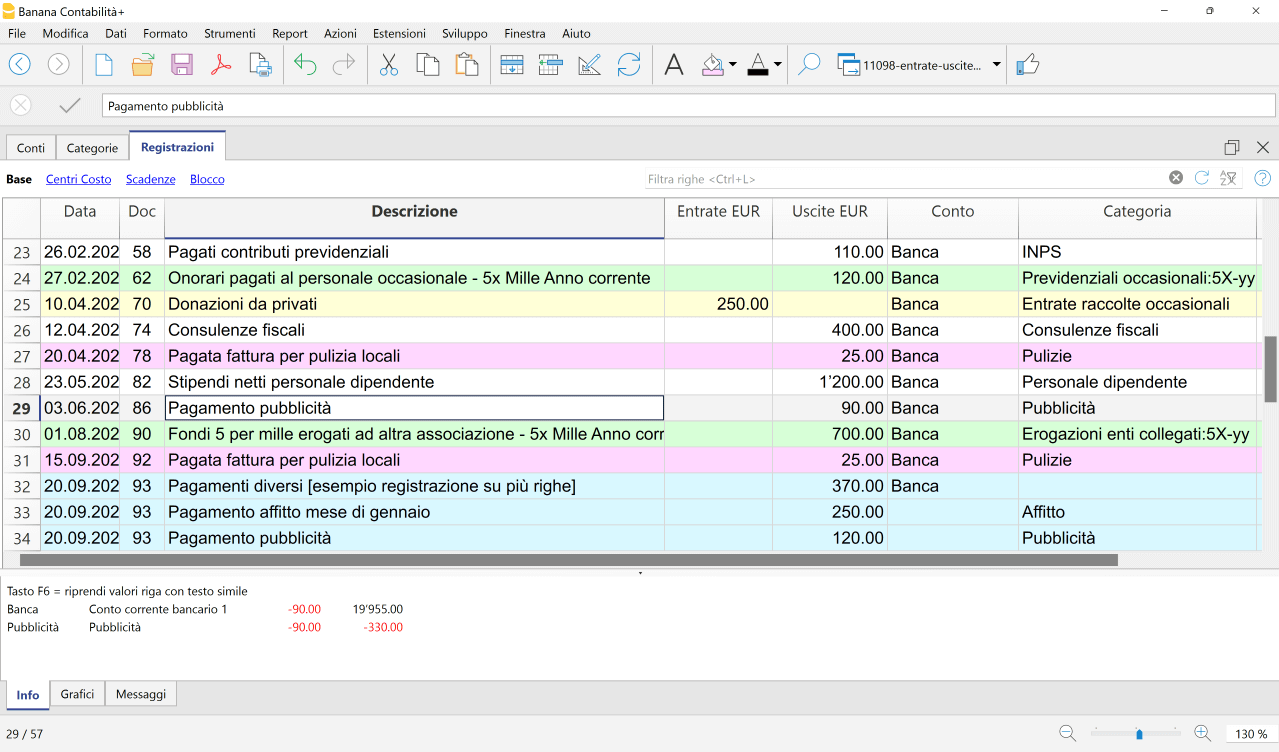 Banana Contabilità+
File Modifica Dati Formato Strumenti Report Azioni Estensioni Sviluppo Finestra Aiuto
11098-entrate-uscite...
Pagamento pubblicità
Conti Categorie Registrazioni
Base Centri Costo Scadenze Blocco Filtra righe <Ctrl+L>
Data Doc Descrizione Entrate EUR Uscite EUR Conto Categoria
23 26.02.202 58 Pagati contributi previdenziali 110.00 Banca INPS
24 27.02.202 62 Onorari pagati al personale occasionale - 5x Mille Anno corrente 120.00 Banca Previdenziali occasionali:5X-yy
25 10.04.202 70 Donazioni da privati 250.00 Banca Entrate raccolte occasionali
26 12.04.202 74 Consulenze fiscali 400.00 Banca Consulenze fiscali
27 20.04.202 78 Pagata fattura per pulizia locali 25.00 Banca Pulizie
28 23.05.202 82 Stipendi netti personale dipendente 1'200.00 Banca Personale dipendente
29 03.06.202 86 Pagamento pubblicità 90.00 Banca Pubblicità
30 01.08.202 90 Fondi 5 per mille erogati ad altra associazione - 5x Mille Anno corr 700.00 Banca Erogazioni enti collegati:5X-yy
31 15.09.202 92 Pagata fattura per pulizia locali 25.00 Banca Pulizie
32 20.09.202 93 Pagamenti diversi [esempio registrazione su più righe] 370.00 Banca
33 20.09.202 93 Pagamento affitto mese di gennaio 250.00 Affitto
34 20.09.202 93 Pagamento pubblicità 120.00 Pubblicità
Tasto F6 = riprendi valori riga con testo simile
Banca Conto corrente bancario 1 -90.00 19'955.00
Pubblicità Pubblicità -90.00 -330.00
Info Grafici Messaggi
29 / 57 130 %